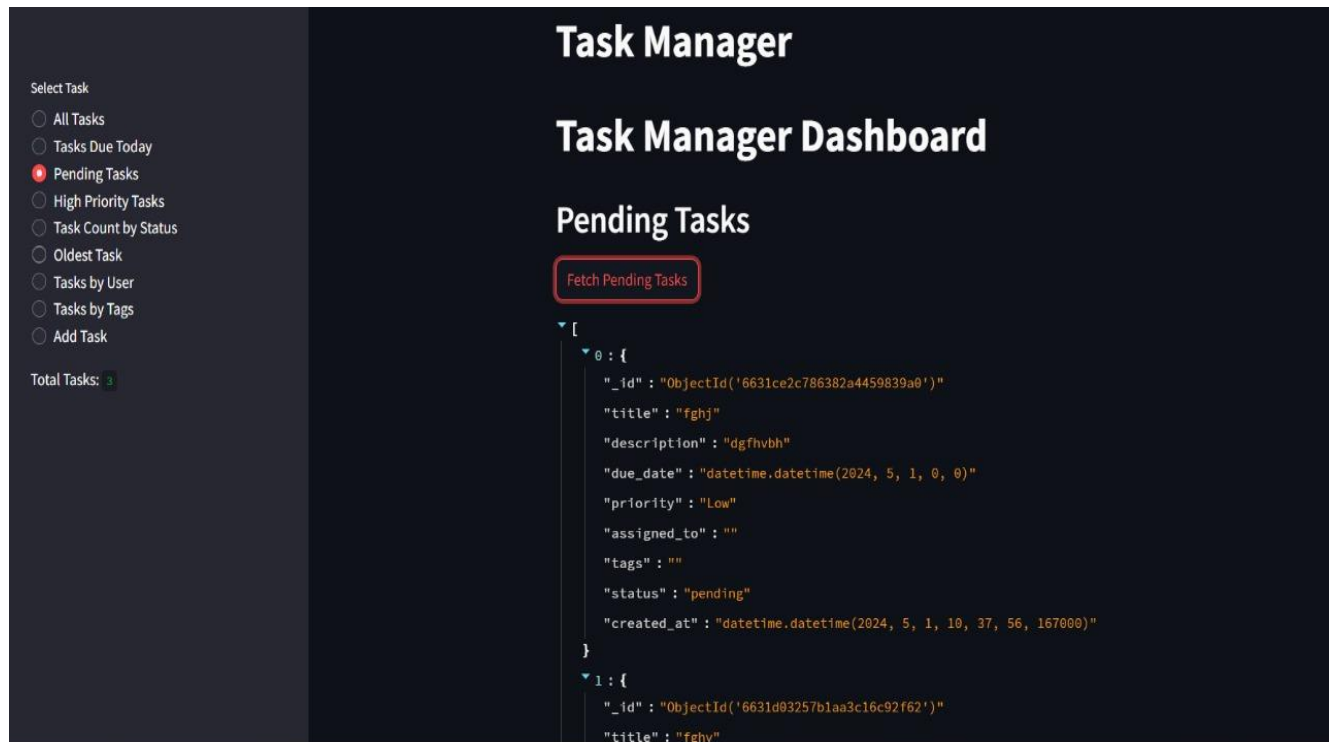 Select Task
All Tasks
Tasks Due Today
Pending Tasks
High Priority Tasks
Task Count by Status
Oldest Task
Tasks by User
Tasks by Tags
Add Task
Total Tasks: 3
Task Manager
Task Manager Dashboard
Pending Tasks
Fetch Pending Tasks
[
0 : {
"_id" : "ObjectId('6631ce2c786382a4459839a0')"
"title" : "fghj"
"description" : "dgfhvbh"
"due_date" : "datetime.datetime(2024, 5, 1, 0, 0)"
"priority" : "Low"
"assigned_to" : ""
"tags" : ""
"status" : "pending"
"created_at" : "datetime.datetime(2024, 5, 1, 10, 37, 56, 167000)"
}
1 : {
"_id" : "ObjectId('6631d03257b1aa3c16c92f62')"
"title" : "fghv"